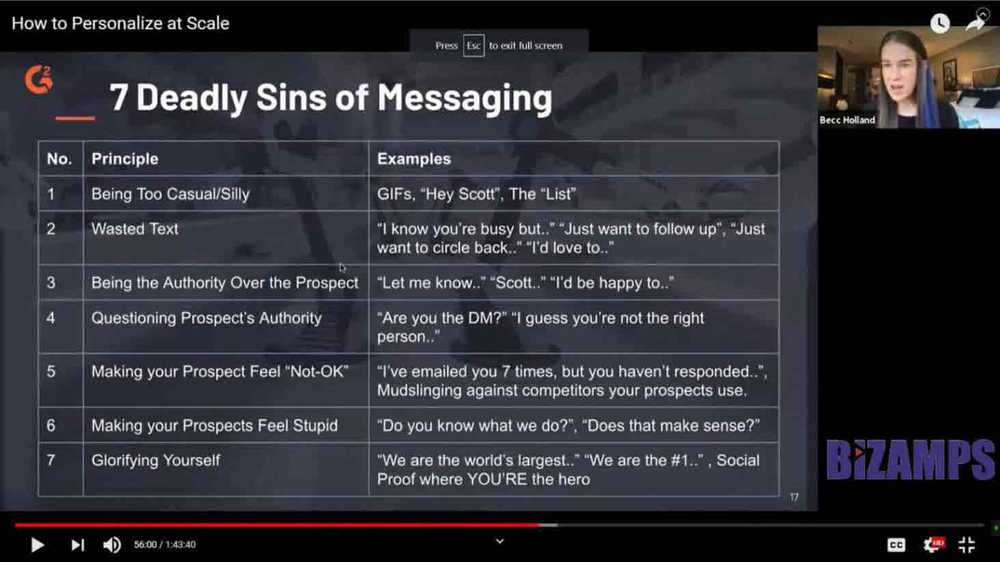 How to Personalize at Scale
Press Esc to exit full screen
G2
7 Deadly Sins of Messaging
Becc Holland
No. Principle Examples
1 Being Too Casual/Silly GIFs, “Hey Scott”, The “List”
2 Wasted Text “I know you’re busy but..” “Just want to follow up”, “Just
want to circle back..” “I’d love to..”
3 Being the Authority Over the Prospect “Let me know..” “Scott..” “I’d be happy to..”
4 Questioning Prospect’s Authority “Are you the DM?” “I guess you’re not the right
person..”
5 Making your Prospect Feel “Not-OK” “I’ve emailed you 7 times, but you haven’t responded..”,
Mudslinging against competitors your prospects use.
6 Making your Prospects Feel Stupid “Do you know what we do?”, “Does that make sense?”
7 Glorifying Yourself “We are the world’s largest..” “We are the #1..” , Social
Proof where YOU’RE the hero
BiZAMPS
17
56:00 / 1:43:40
CC
HD